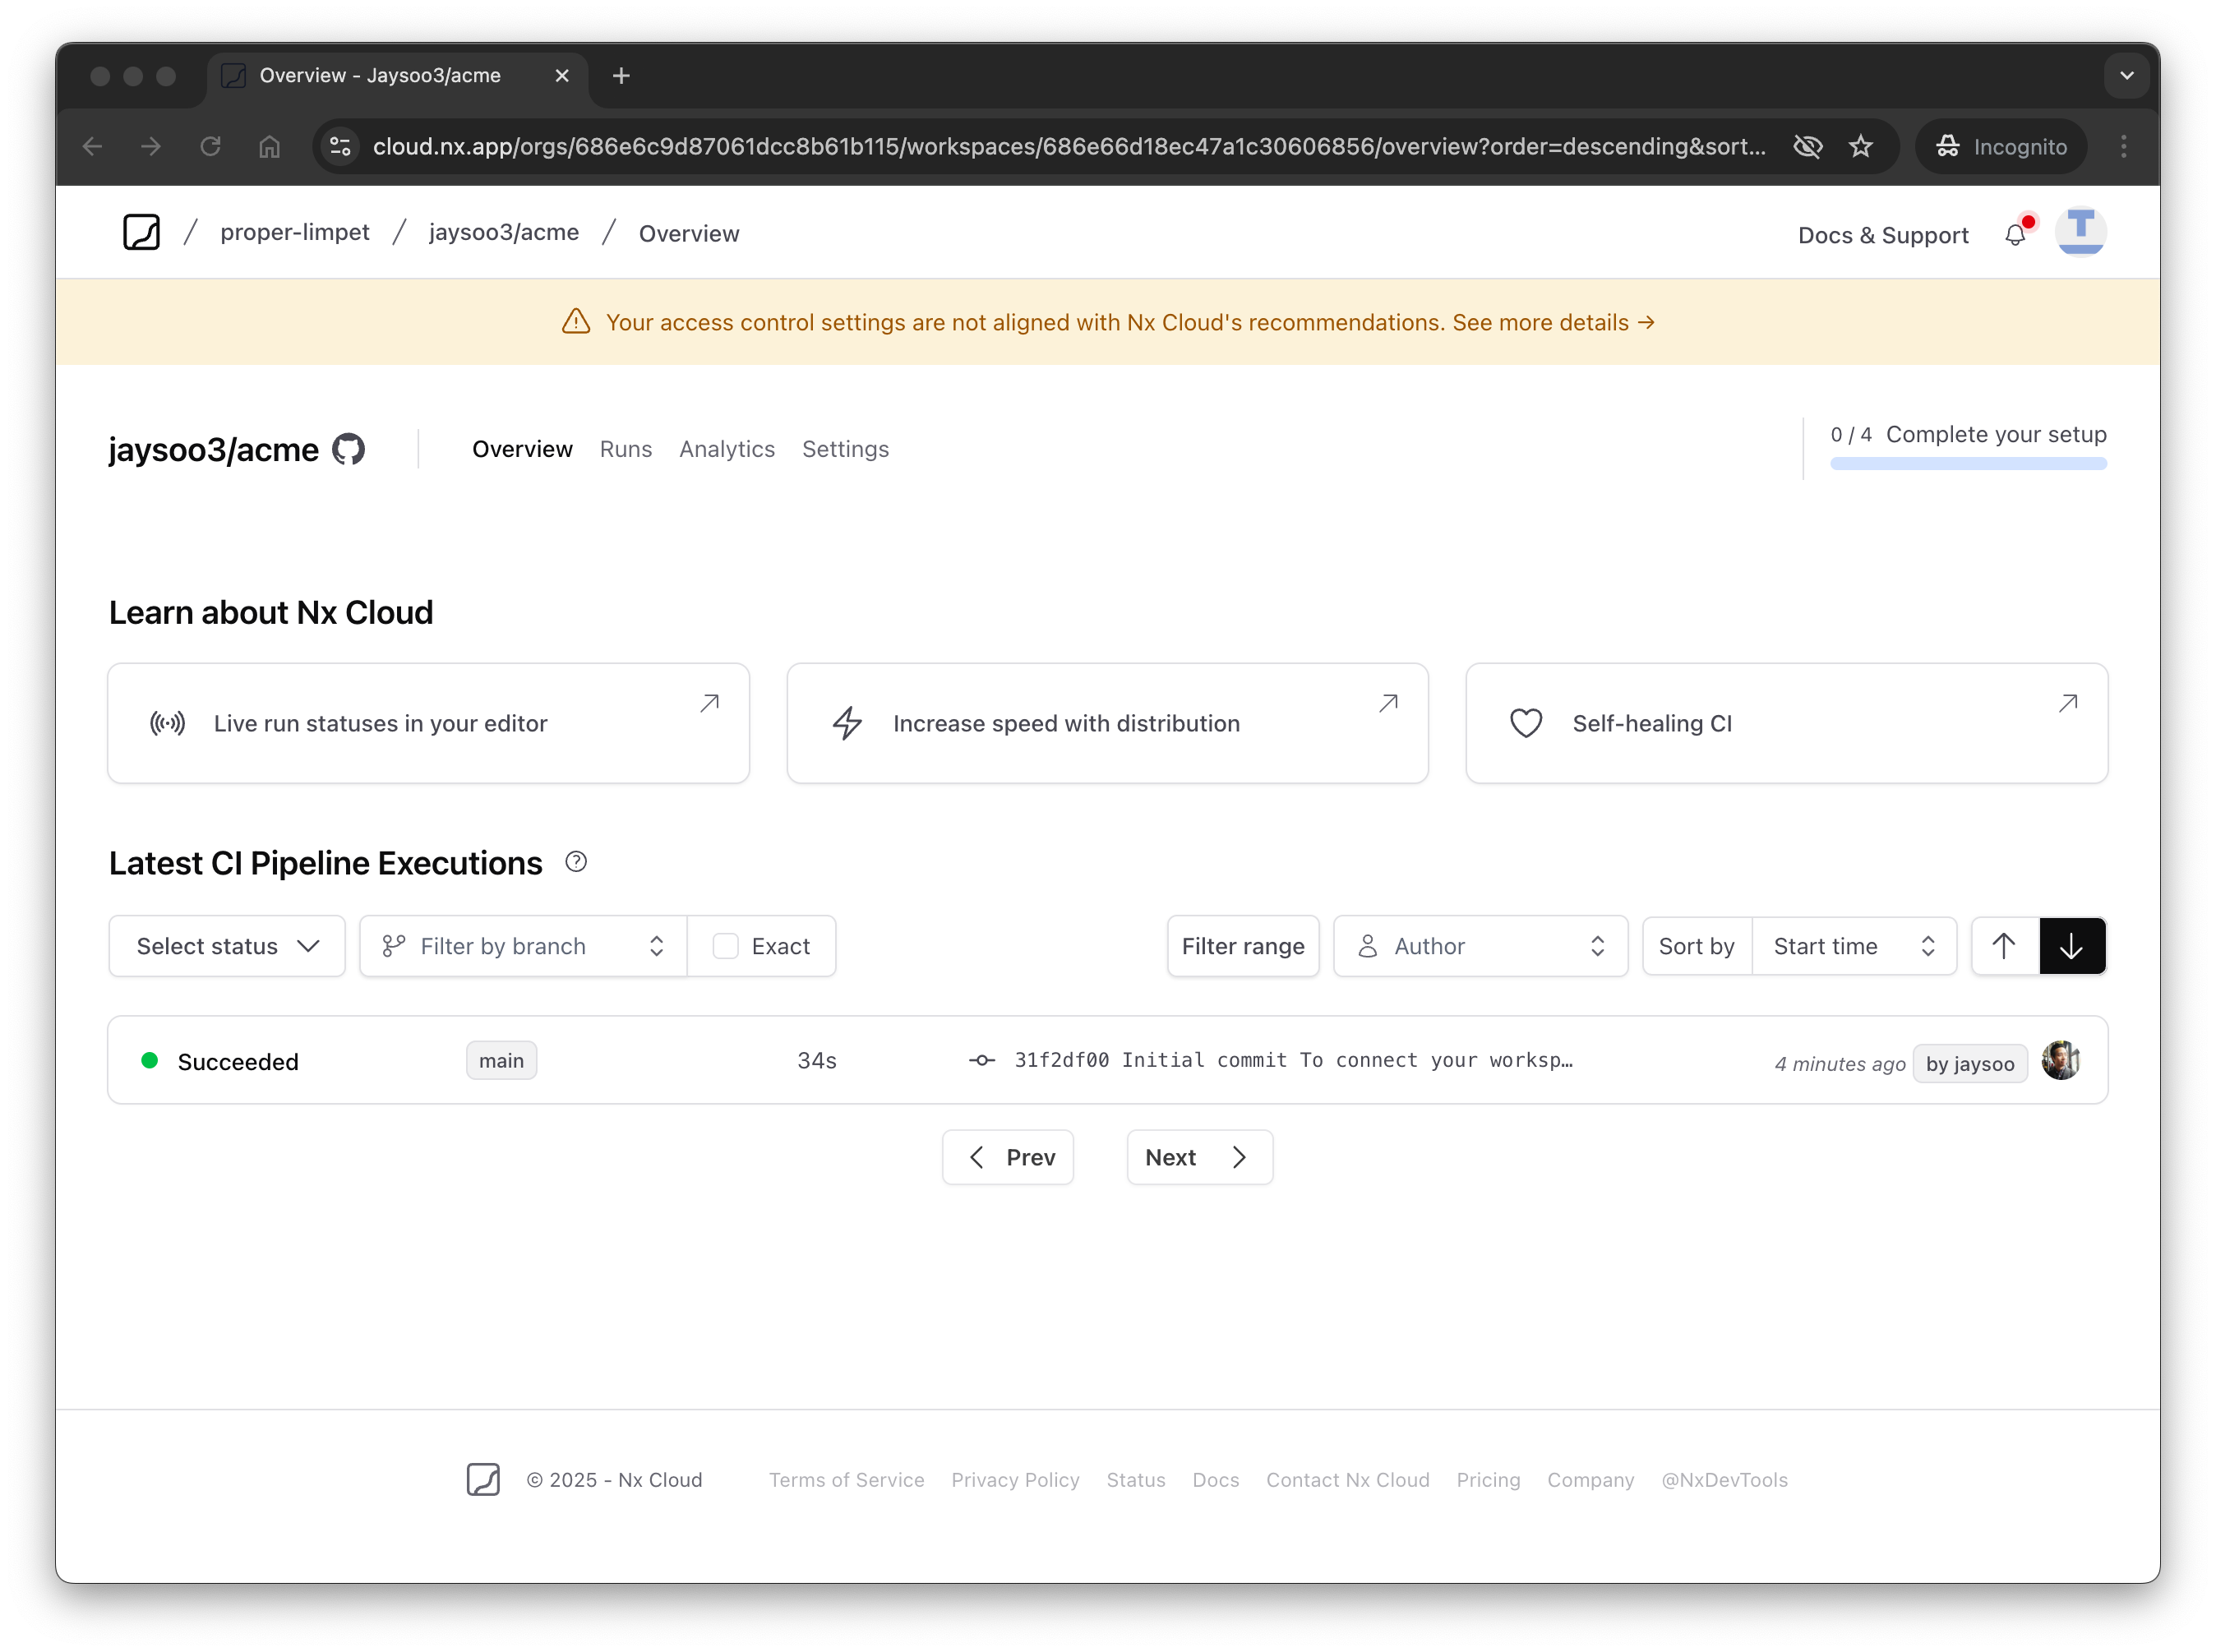 Overview - Jaysoo3/acme
cloud.nx.app/orgs/686e6c9d87061dcc8b61b115/workspaces/686e66d18ec47a1c30606856/overview?order=descending&sort...
Incognito
/ proper-limpet / jaysoo3/acme / Overview
Docs & Support
T
Your access control settings are not aligned with Nx Cloud's recommendations. See more details →
jaysoo3/acme
Overview Runs Analytics Settings
0 / 4 Complete your setup
Learn about Nx Cloud
Live run statuses in your editor
Increase speed with distribution
Self-healing CI
Latest CI Pipeline Executions
Select status
Filter by branch
Exact
Filter range
Author
Sort by
Start time
Succeeded
main
34s
31f2df00 Initial commit To connect your worksp…
4 minutes ago
by jaysoo
Prev
Next
© 2025 - Nx Cloud
Terms of Service Privacy Policy Status Docs Contact Nx Cloud Pricing Company @NxDevTools